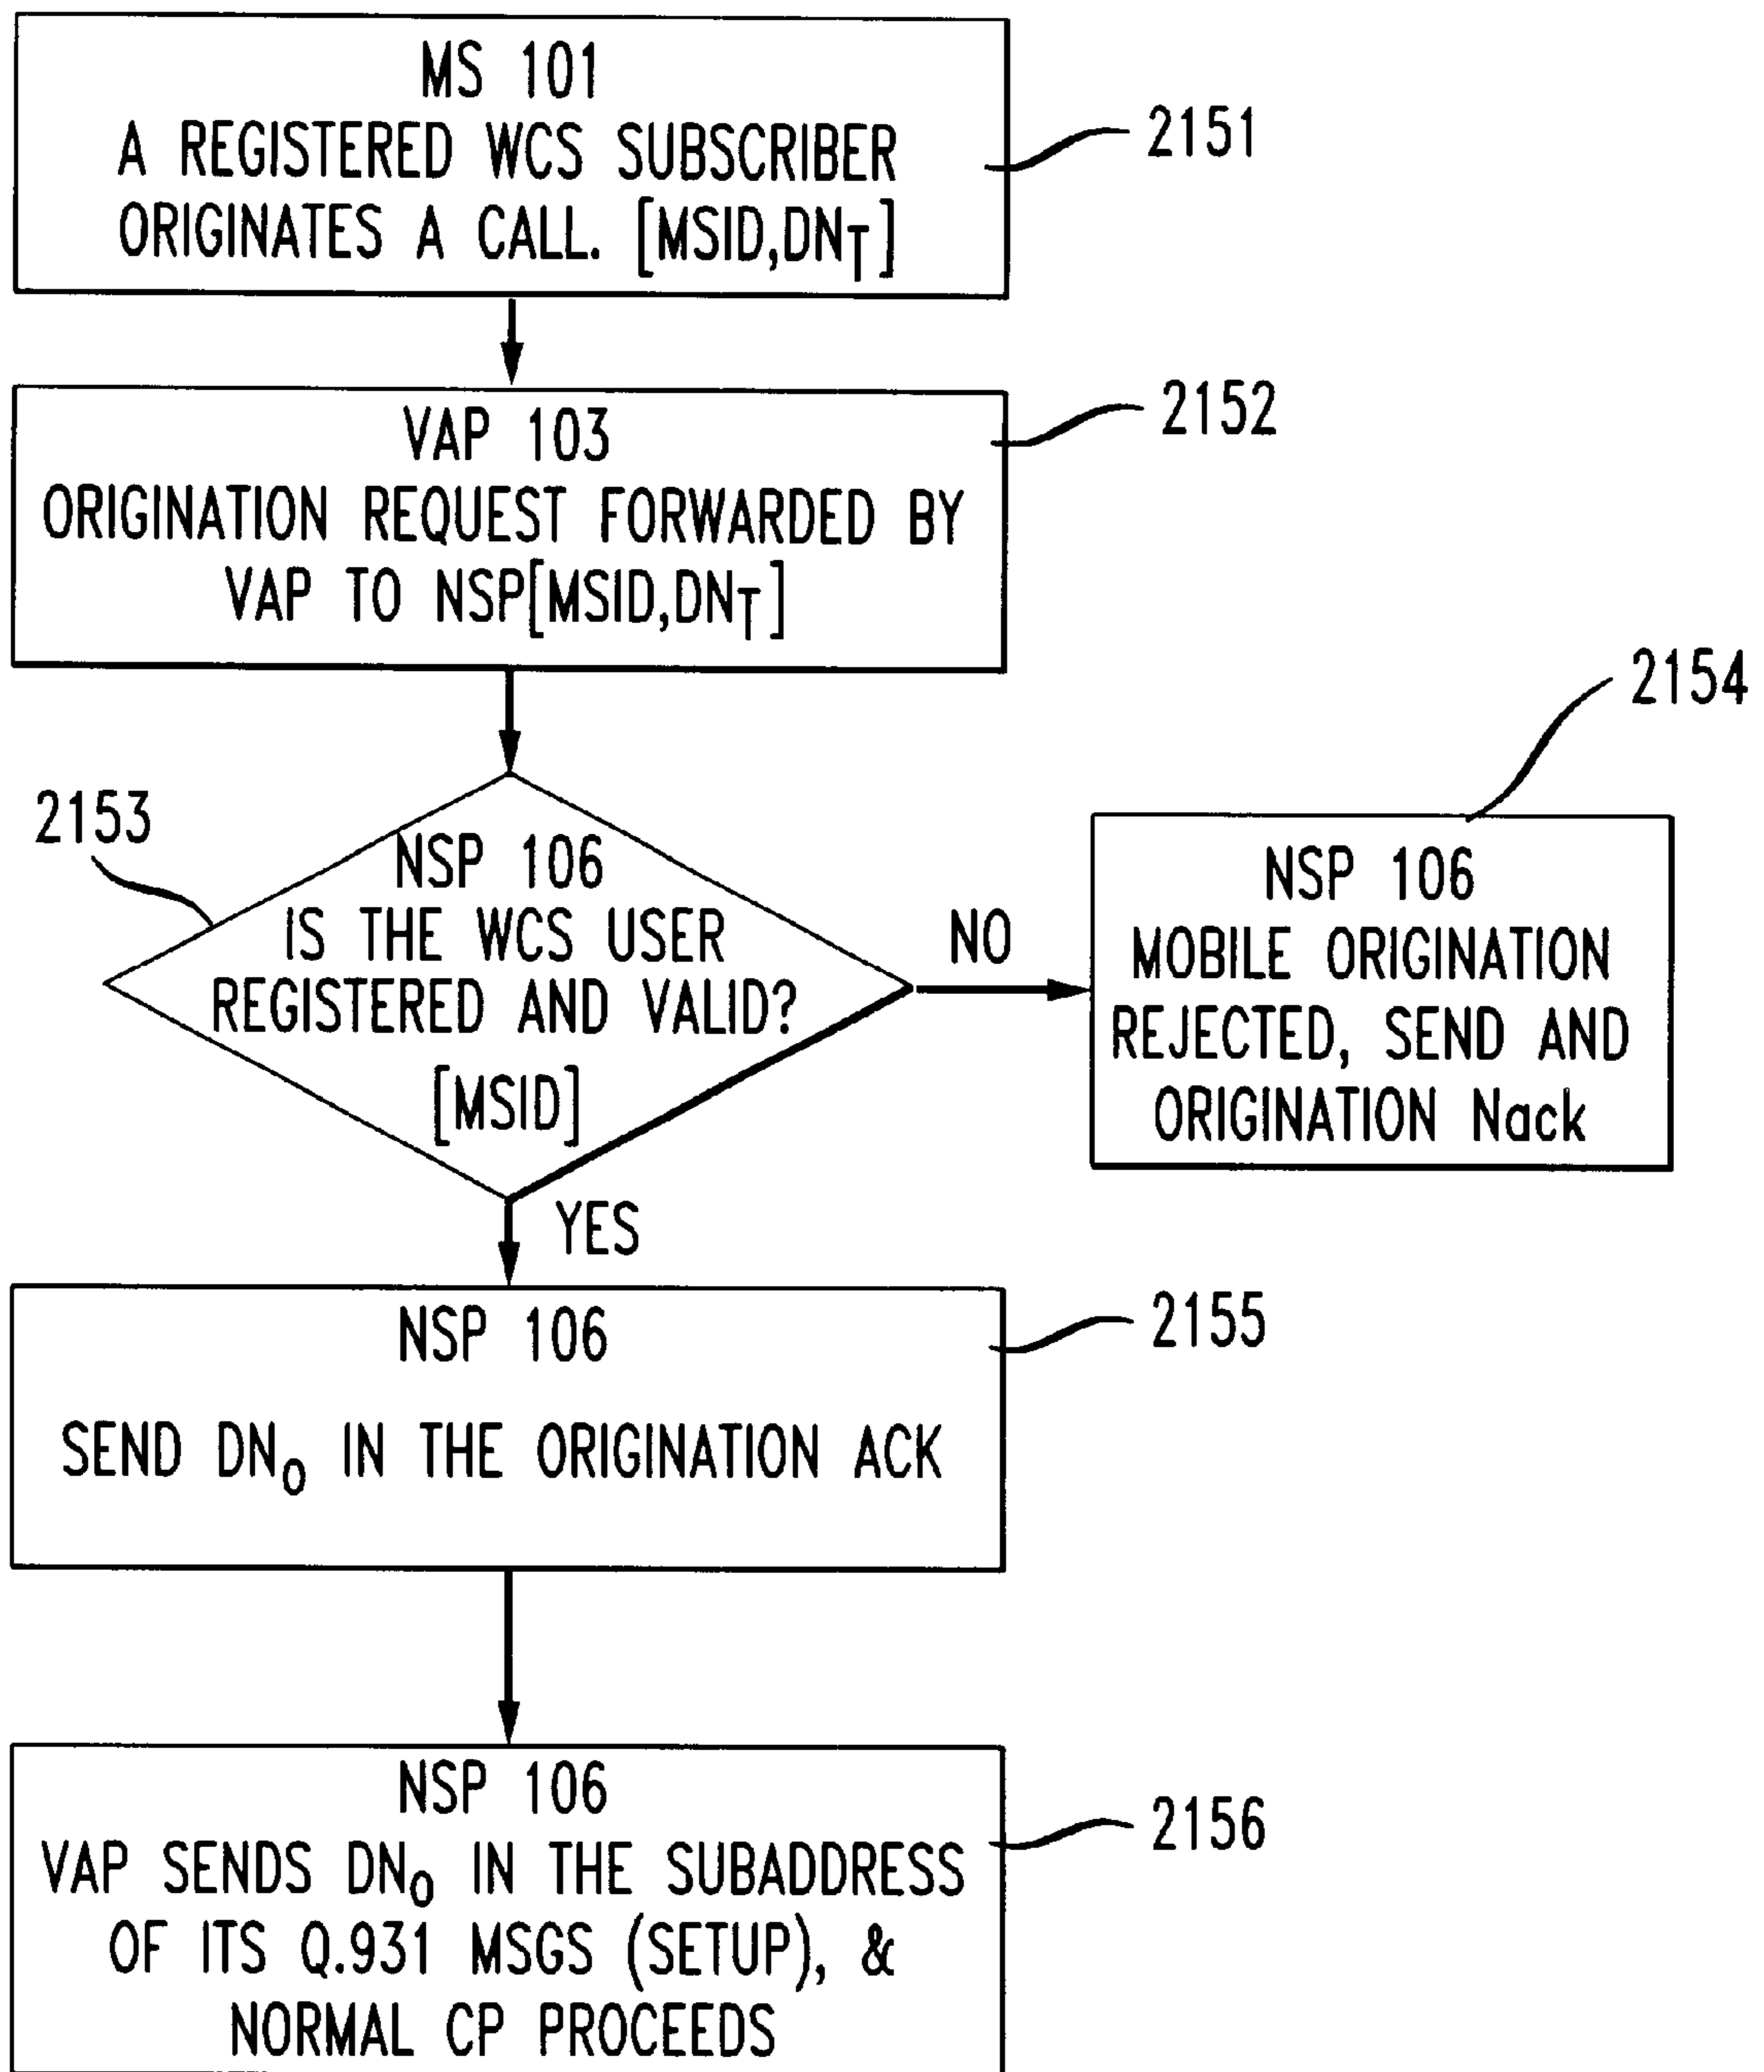 MS 101
A REGISTERED WCS SUBSCRIBER
ORIGINATES A CALL. [MSID,DNT]
2151
VAP 103
ORIGINATION REQUEST FORWARDED BY
VAP TO NSP[MSID,DNT]
2152
2153
NSP 106
IS THE WCS USER
REGISTERED AND VALID?
[MSID]
NO
2154
NSP 106
MOBILE ORIGINATION
REJECTED, SEND AND
ORIGINATION Nack
YES
NSP 106
SEND DNO IN THE ORIGINATION ACK
2155
NSP 106
VAP SENDS DNO IN THE SUBADDRESS
OF ITS Q.931 MSGS (SETUP), &
NORMAL CP PROCEEDS
2156